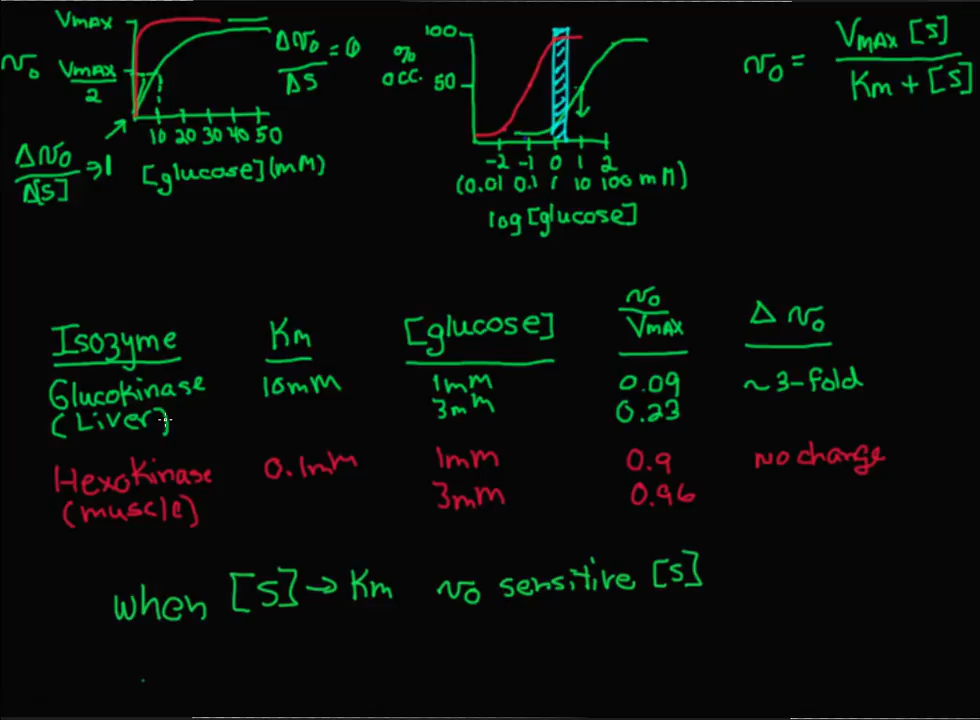 Vmax
v₀
Vmax/2
10 20 30 40 50
[glucose](mM)
Δv₀/ΔS = 0
Δv₀/Δ[S] ⇒ 1
% occ.
100
50
-2 -1 0 1 2
(0.01 0.1 1 10 100 mM)
log[glucose]
v₀ = Vmax [s] / Km + [s]
Isozyme Km [glucose] v₀/Vmax Δ v₀
Glucokinase 10mM 1mM 0.09 ~3-fold
(Liver) 3mM 0.23
Hexokinase 0.1mM 1mM 0.9 No change
(muscle) 3mM 0.96
when [S] → Km v₀ sensitive [s]